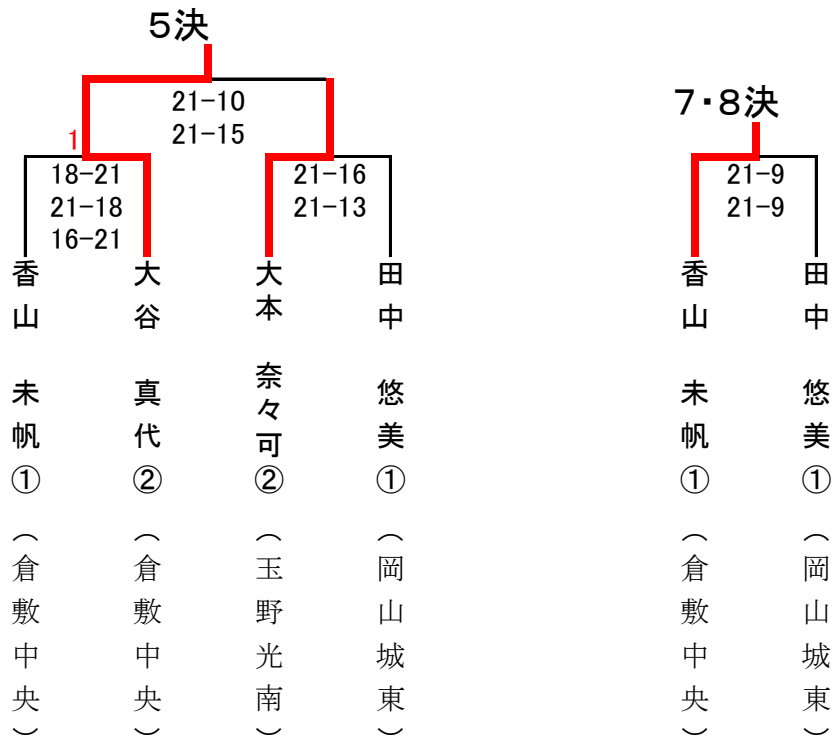 5決
21-10
21-15
1
18-21
21-18
16-21
21-16
21-13
香山 未帆① (倉敷中央)
大谷 真代② (倉敷中央)
大本 奈々可② (玉野光南)
田中 悠美① (岡山城東)
7・8決
21-9
21-9
香山 未帆① (倉敷中央)
田中 悠美① (岡山城東)